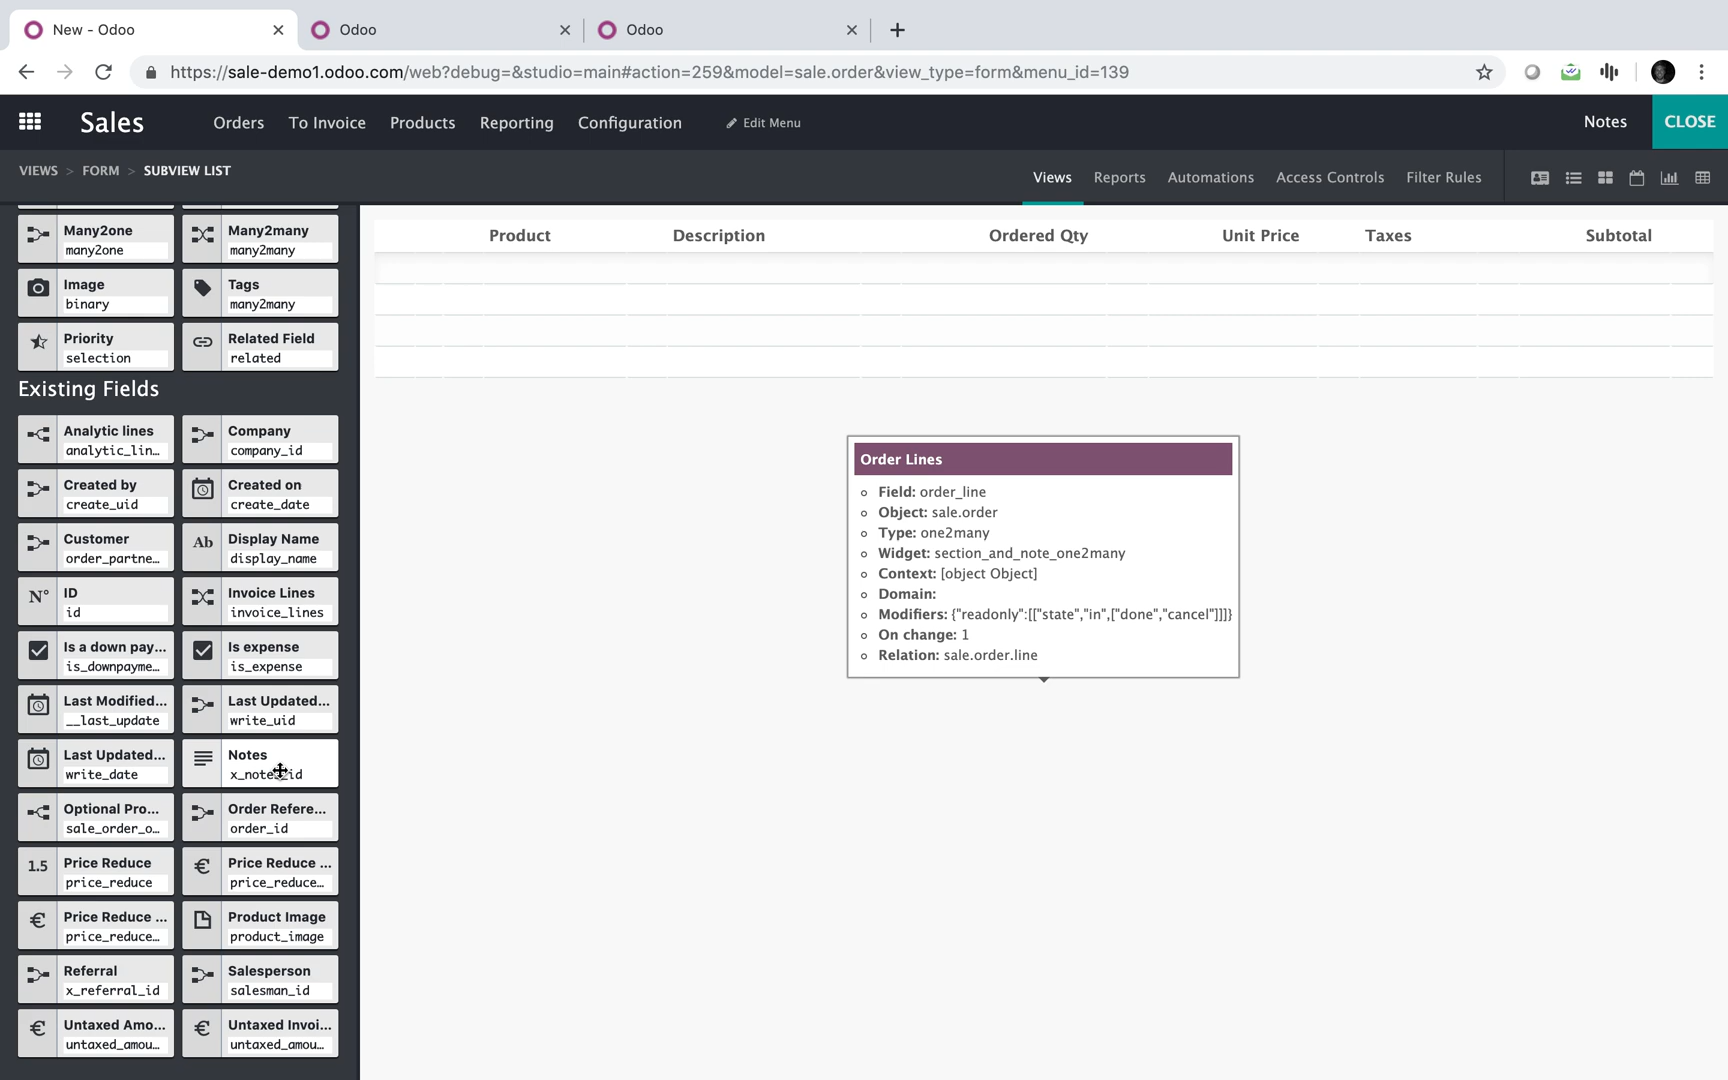 New - Odoo
Odoo
Odoo
https://sale-demo1.odoo.com/web?debug=&studio=main#action=259&model=sale.order&view_type=form&menu_id=139
Sales Orders To Invoice Products Reporting Configuration Edit Menu Notes CLOSE
VIEWS > FORM > SUBVIEW LIST
Views Reports Automations Access Controls Filter Rules
Many2one
many2one
Many2many
many2many
Image
binary
Tags
many2many
Priority
selection
Related Field
related
Existing Fields
Analytic lines
analytic_lin…
Company
company_id
Created by
create_uid
Created on
create_date
Customer
order_partne…
Ab
Display Name
display_name
N°
ID
id
Invoice Lines
invoice_lines
Is a down pay...
is_downpayme…
Is expense
is_expense
Last Modified...
__last_update
Last Updated...
write_uid
Last Updated...
write_date
Notes
x_notes_id
Optional Pro...
sale_order_o…
Order Refere...
order_id
1.5
Price Reduce
price_reduce
€
Price Reduce ...
price_reduce…
€
Price Reduce ...
price_reduce…
Product Image
product_image
Referral
x_referral_id
Salesperson
salesman_id
€
Untaxed Amo...
untaxed_amou…
€
Untaxed Invoi...
untaxed_amou…
Product Description Ordered Qty Unit Price Taxes Subtotal
Order Lines
Field: order_line
Object: sale.order
Type: one2many
Widget: section_and_note_one2many
Context: [object Object]
Domain:
Modifiers: {"readonly":[["state","in",["done","cancel"]]]}
On change: 1
Relation: sale.order.line